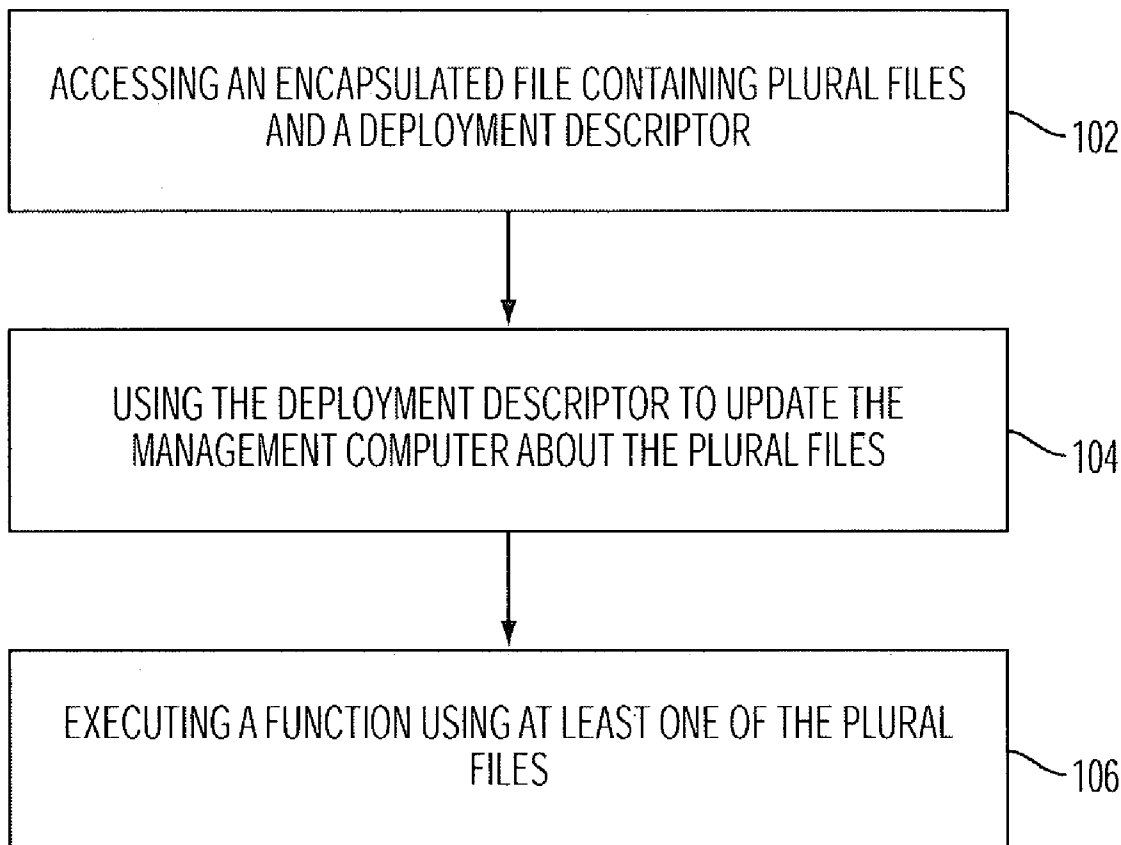 ACCESSING AN ENCAPSULATED FILE CONTAINING PLURAL FILES
AND A DEPLOYMENT DESCRIPTOR
102
USING THE DEPLOYMENT DESCRIPTOR TO UPDATE THE
MANAGEMENT COMPUTER ABOUT THE PLURAL FILES
104
EXECUTING A FUNCTION USING AT LEAST ONE OF THE PLURAL
FILES
106